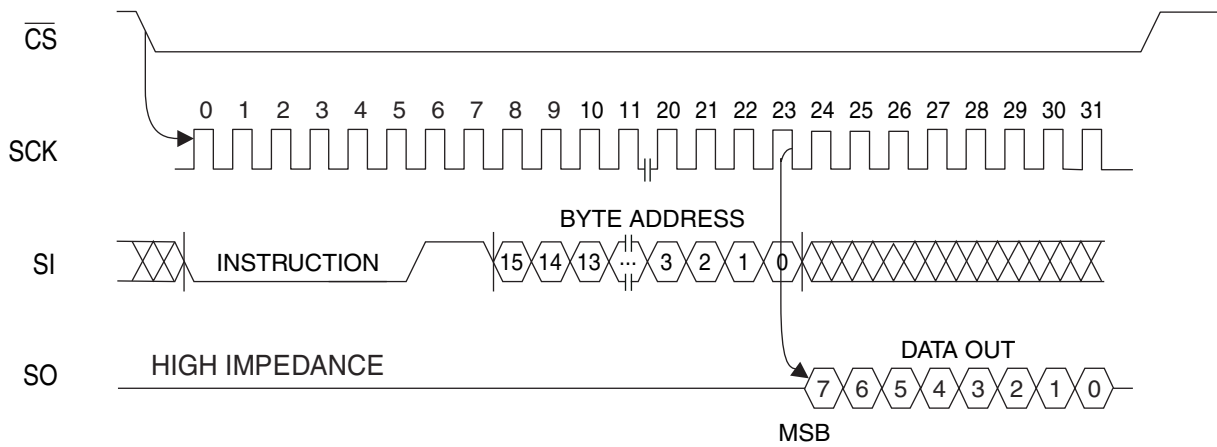 CS
0 1 2 3 4 5 6 7 8 9 10 11 20 21 22 23 24 25 26 27 28 29 30 31
SCK
BYTE ADDRESS
SI INSTRUCTION 15 14 13 ... 3 2 1 0
DATA OUT
SO HIGH IMPEDANCE 7 6 5 4 3 2 1 0
MSB